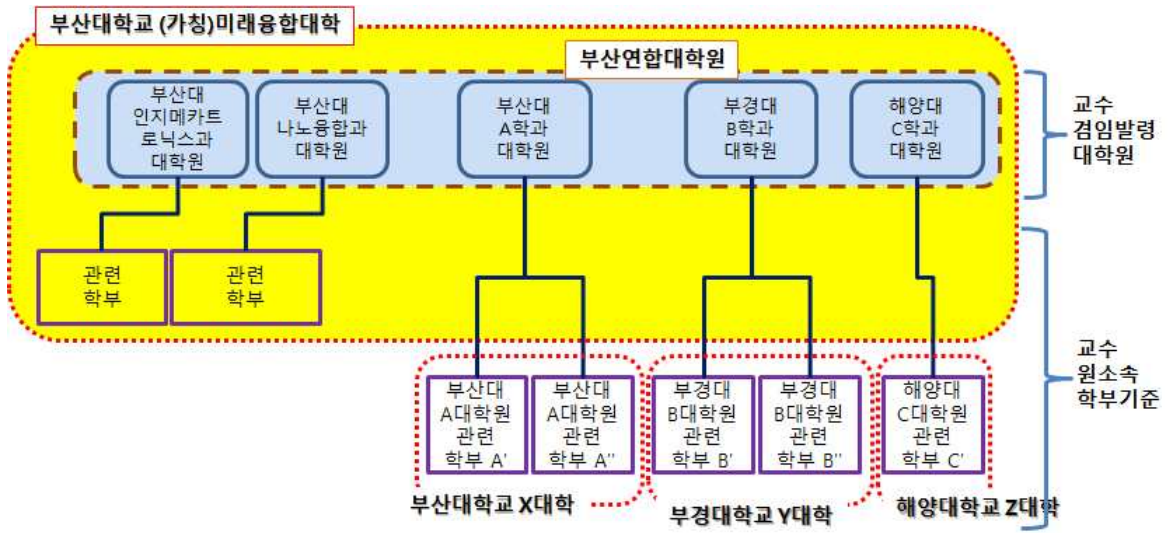 부산대학교 (가칭)미래융합대학
부산연합대학원
부산대
인지메카트
로닉스과
대학원
부산대
나노융합과
대학원
부산대
A학과
대학원
부경대
B학과
대학원
해양대
C학과
대학원
교수
겸임발령
대학원
관련
학부
관련
학부
교수
원소속
학부기준
부산대
A대학원
관련
학부 A'
부산대
A대학원
관련
학부 A''
부경대
B대학원
관련
학부 B'
부경대
B대학원
관련
학부 B''
해양대
C대학원
관련
학부 C'
부산대학교 X대학
부경대학교 Y대학
해양대학교 Z대학